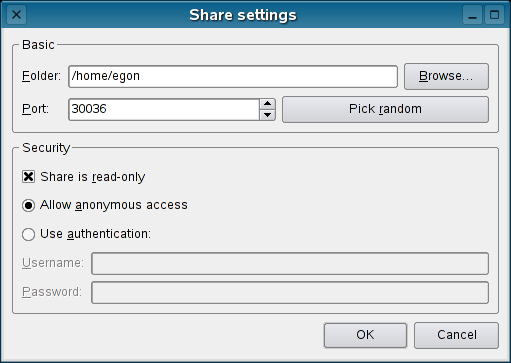 Share settings
Basic
Folder: /home/egon Browse...
Port: 30036 Pick random
Security
Share is read-only
Allow anonymous access
Use authentication:
Username:
Password:
OK Cancel